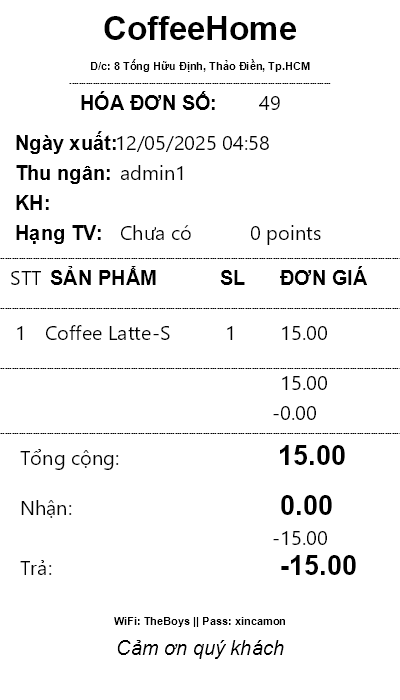 CoffeeHome
D/c: 8 Tống Hữu Định, Thảo Điền, Tp.HCM
HÓA ĐƠN SỐ: 49
Ngày xuất:12/05/2025 04:58
Thu ngân: admin1
KH:
Hạng TV: Chưa có 0 points
STT SẢN PHẨM SL ĐƠN GIÁ
1 Coffee Latte-S 1 15.00
15.00
-0.00
Tổng cộng: 15.00
Nhận: 0.00
-15.00
Trả: -15.00
WiFi: TheBoys || Pass: xincamon
Cảm ơn quý khách